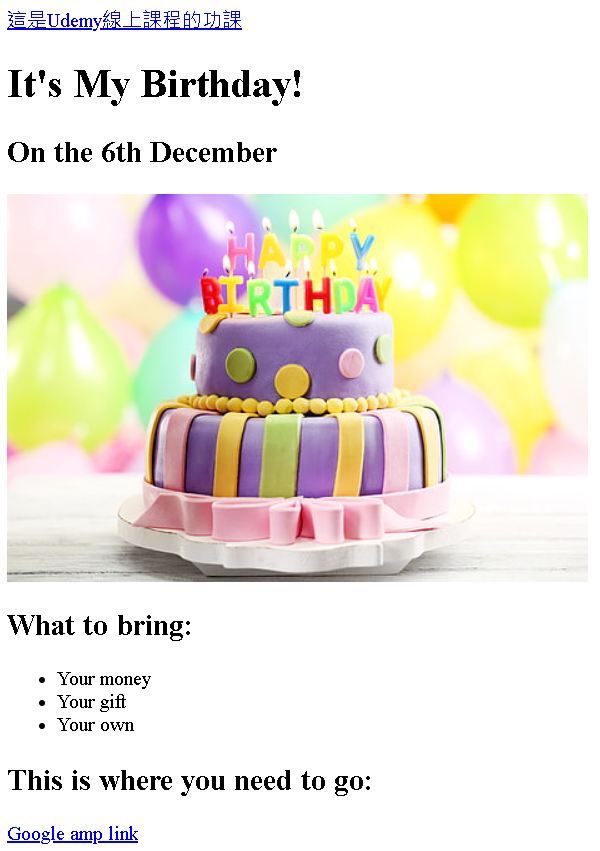 這是Udemy線上課程的功課
It's My Birthday!
On the 6th December
HAPPY
BIRTHDAY
What to bring:
Your money
Your gift
Your own
This is where you need to go:
Google amp link